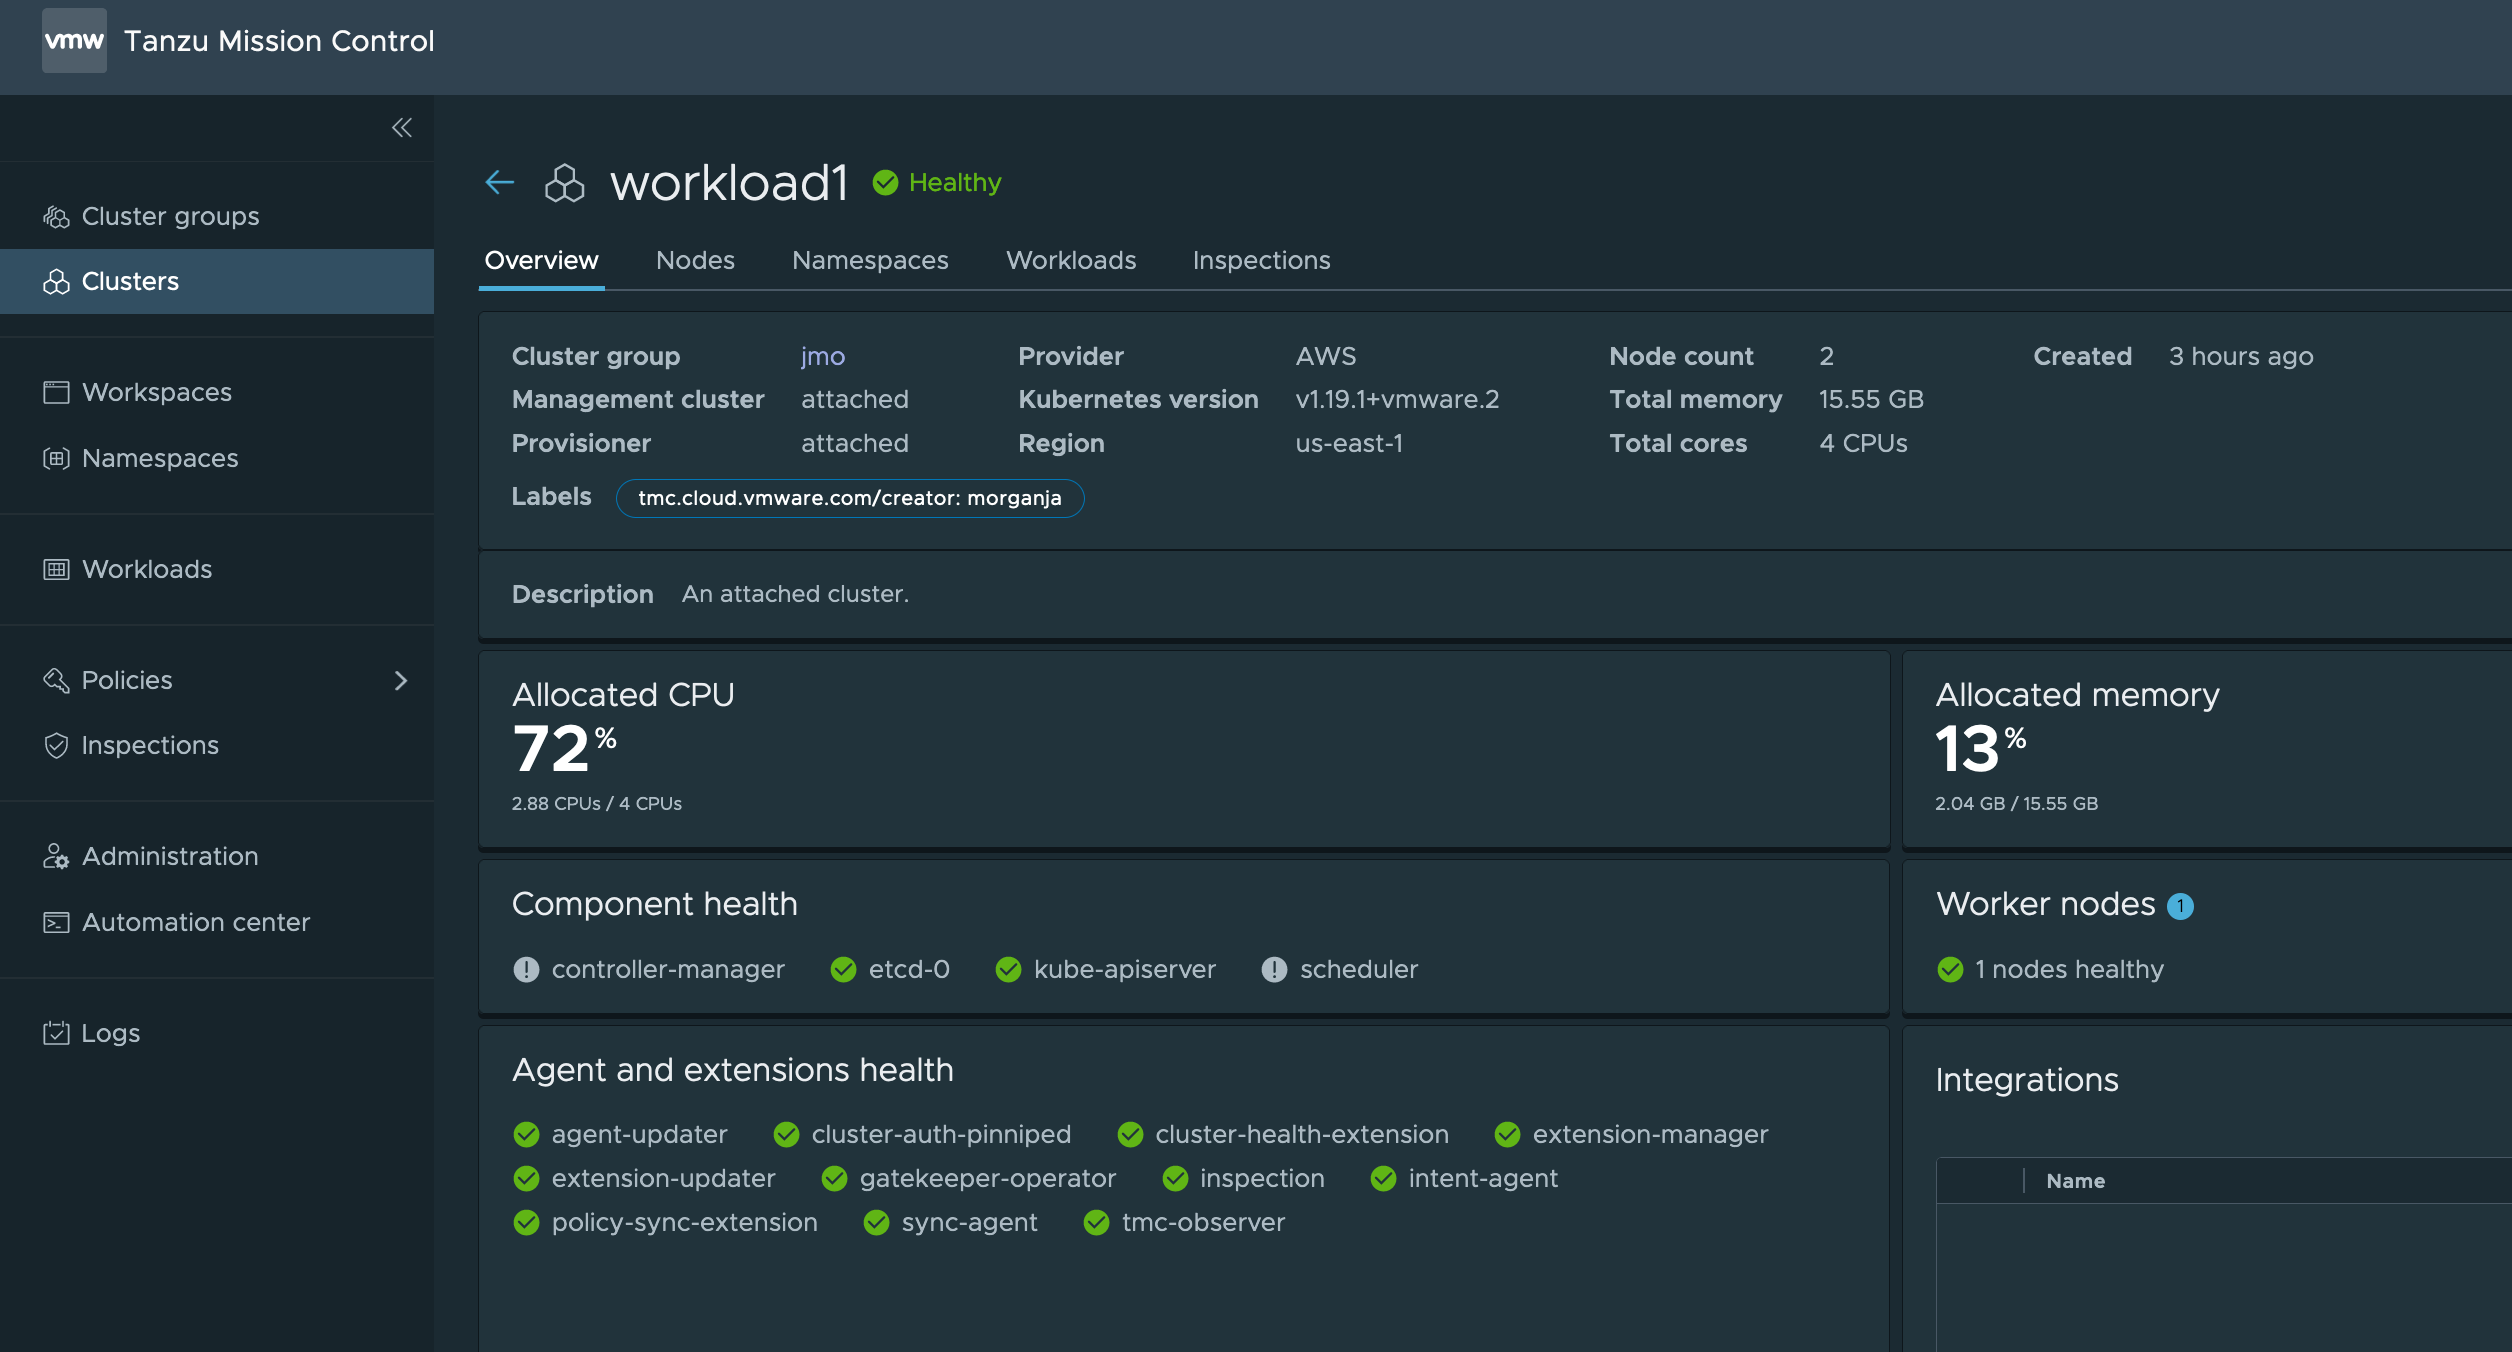 vmw Tanzu Mission Control
Cluster groups
Clusters
Workspaces
Namespaces
Workloads
Policies
Inspections
Administration
Automation center
Logs
workload1 Healthy
Overview Nodes Namespaces Workloads Inspections
Cluster group jmo Provider AWS Node count 2 Created 3 hours ago
Management cluster attached Kubernetes version v1.19.1+vmware.2 Total memory 15.55 GB
Provisioner attached Region us-east-1 Total cores 4 CPUs
Labels tmc.cloud.vmware.com/creator: morganja
Description An attached cluster.
Allocated CPU
72%
2.88 CPUs / 4 CPUs
Allocated memory
13%
2.04 GB / 15.55 GB
Component health
controller-manager etcd-0 kube-apiserver scheduler
Worker nodes 1
1 nodes healthy
Agent and extensions health
agent-updater cluster-auth-pinniped cluster-health-extension extension-manager
extension-updater gatekeeper-operator inspection intent-agent
policy-sync-extension sync-agent tmc-observer
Integrations
Name